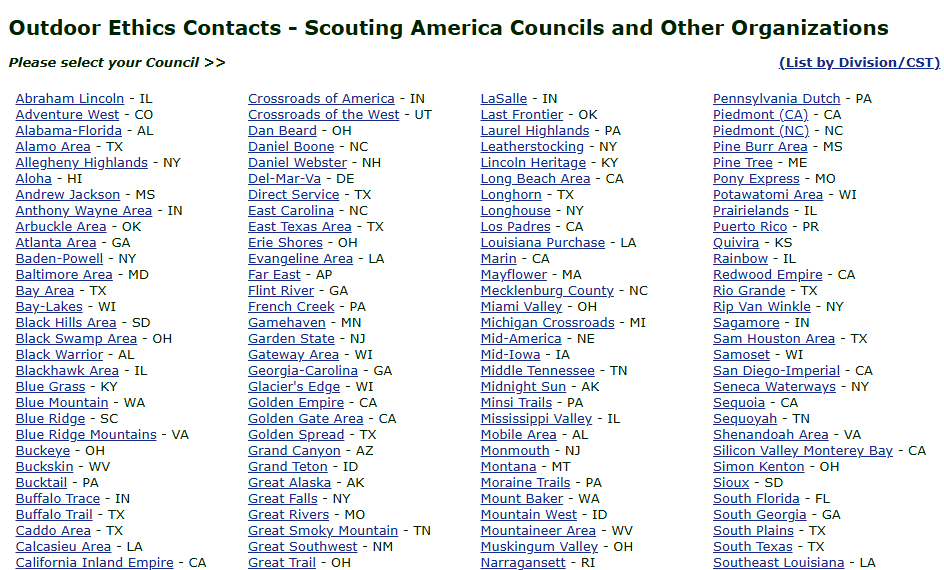 Outdoor Ethics Contacts - Scouting America Councils and Other Organizations
Please select your Council >>
(List by Division/CST)
Abraham Lincoln - IL
Adventure West - CO
Alabama-Florida - AL
Alamo Area - TX
Allegheny Highlands - NY
Aloha - HI
Andrew Jackson - MS
Anthony Wayne Area - IN
Arbuckle Area - OK
Atlanta Area - GA
Baden-Powell - NY
Baltimore Area - MD
Bay Area - TX
Bay-Lakes - WI
Black Hills Area - SD
Black Swamp Area - OH
Black Warrior - AL
Blackhawk Area - IL
Blue Grass - KY
Blue Mountain - WA
Blue Ridge - SC
Blue Ridge Mountains - VA
Buckeye - OH
Buckskin - WV
Bucktail - PA
Buffalo Trace - IN
Buffalo Trail - TX
Caddo Area - TX
Calcasieu Area - LA
California Inland Empire - CA
Crossroads of America - IN
Crossroads of the West - UT
Dan Beard - OH
Daniel Boone - NC
Daniel Webster - NH
Del-Mar-Va - DE
Direct Service - TX
East Carolina - NC
East Texas Area - TX
Erie Shores - OH
Evangeline Area - LA
Far East - AP
Flint River - GA
French Creek - PA
Gamehaven - MN
Garden State - NJ
Gateway Area - WI
Georgia-Carolina - GA
Glacier's Edge - WI
Golden Empire - CA
Golden Gate Area - CA
Golden Spread - TX
Grand Canyon - AZ
Grand Teton - ID
Great Alaska - AK
Great Falls - NY
Great Rivers - MO
Great Smoky Mountain - TN
Great Southwest - NM
Great Trail - OH
LaSalle - IN
Last Frontier - OK
Laurel Highlands - PA
Leatherstocking - NY
Lincoln Heritage - KY
Long Beach Area - CA
Longhorn - TX
Longhouse - NY
Los Padres - CA
Louisiana Purchase - LA
Marin - CA
Mayflower - MA
Mecklenburg County - NC
Miami Valley - OH
Michigan Crossroads - MI
Mid-America - NE
Mid-Iowa - IA
Middle Tennessee - TN
Midnight Sun - AK
Minsi Trails - PA
Mississippi Valley - IL
Mobile Area - AL
Monmouth - NJ
Montana - MT
Moraine Trails - PA
Mount Baker - WA
Mountain West - ID
Mountaineer Area - WV
Muskingum Valley - OH
Narragansett - RI
Pennsylvania Dutch - PA
Piedmont (CA) - CA
Piedmont (NC) - NC
Pine Burr Area - MS
Pine Tree - ME
Pony Express - MO
Potawatomi Area - WI
Prairielands - IL
Puerto Rico - PR
Quivira - KS
Rainbow - IL
Redwood Empire - CA
Rio Grande - TX
Rip Van Winkle - NY
Sagamore - IN
Sam Houston Area - TX
Samoset - WI
San Diego-Imperial - CA
Seneca Waterways - NY
Sequoia - CA
Sequoyah - TN
Shenandoah Area - VA
Silicon Valley Monterey Bay - CA
Simon Kenton - OH
Sioux - SD
South Florida - FL
South Georgia - GA
South Plains - TX
South Texas - TX
Southeast Louisiana - LA